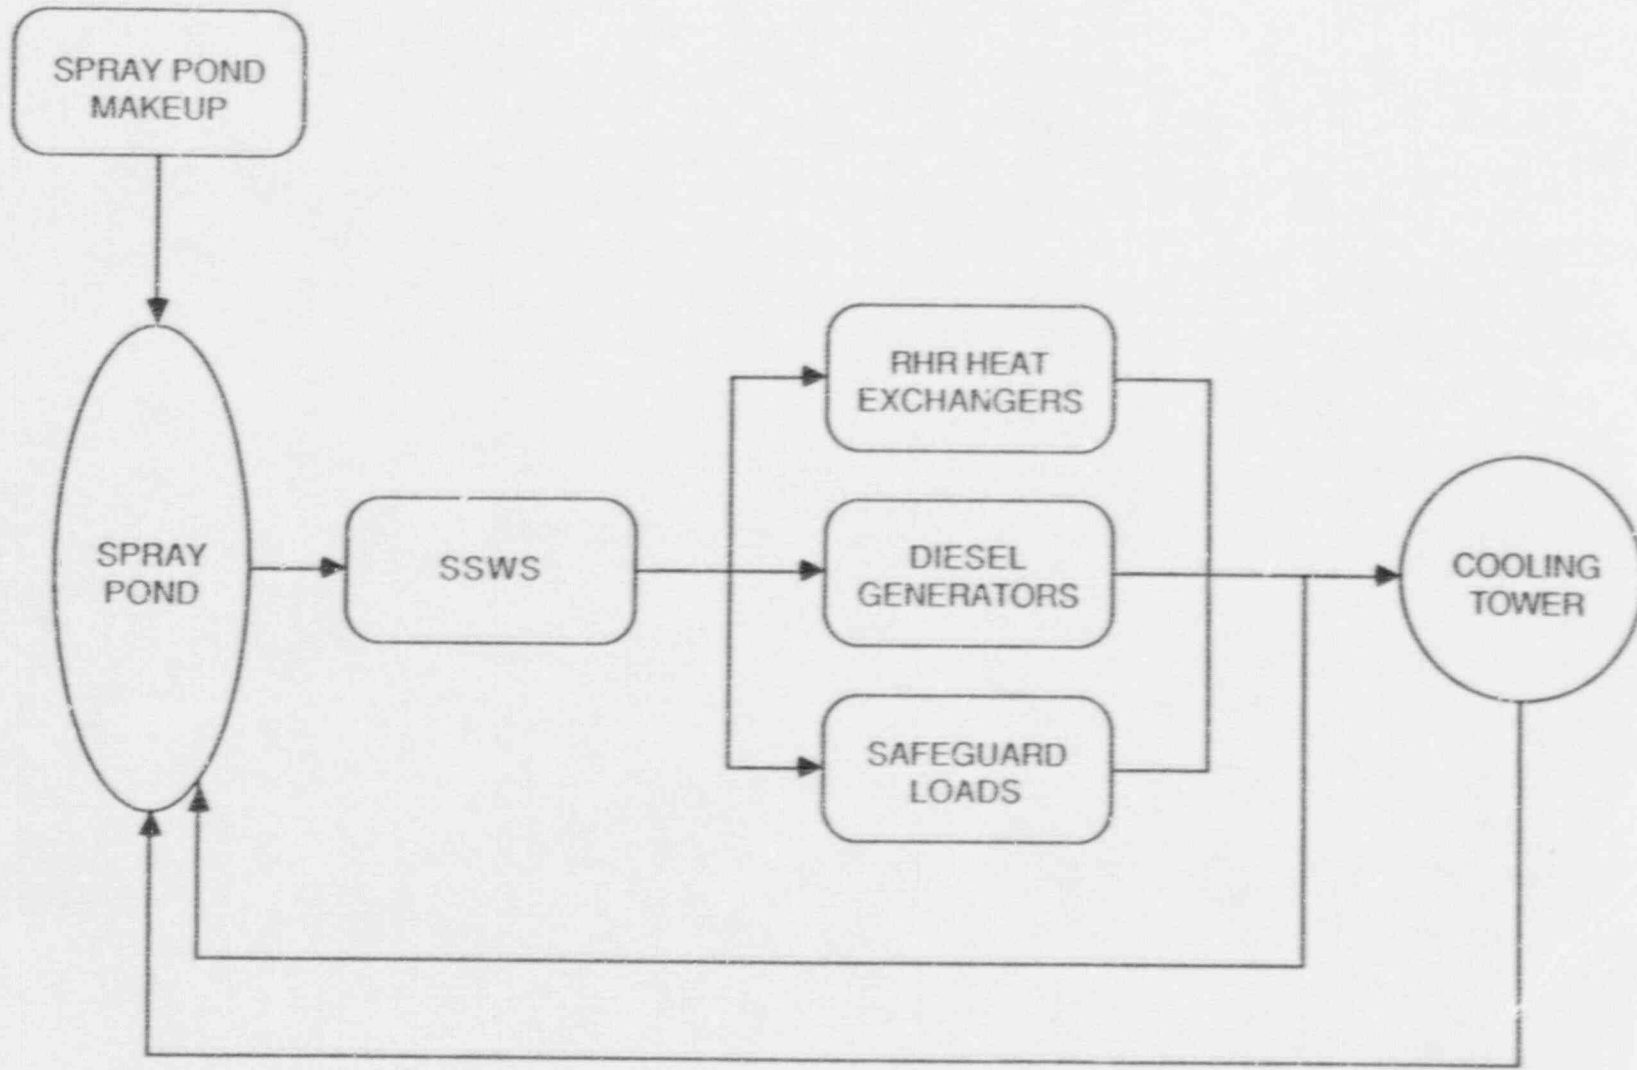 SPRAY POND
MAKEUP
RHR HEAT
EXCHANGERS
SPRAY
POND
SSWS
DIESEL
GENERATORS
COOLING
TOWER
SAFEGUARD
LOADS